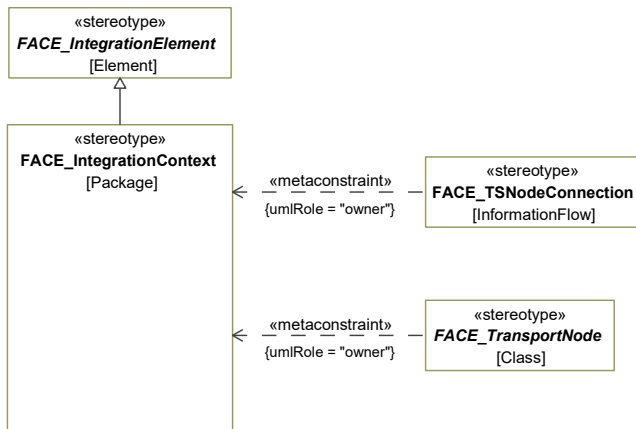 «stereotype»
FACE_IntegrationElement
[Element]
«stereotype»
FACE_IntegrationContext
[Package]
«metaconstraint»
{umlRole = "owner"}
«stereotype»
FACE_TSNodeConnection
[InformationFlow]
«metaconstraint»
{umlRole = "owner"}
«stereotype»
FACE_TransportNode
[Class]